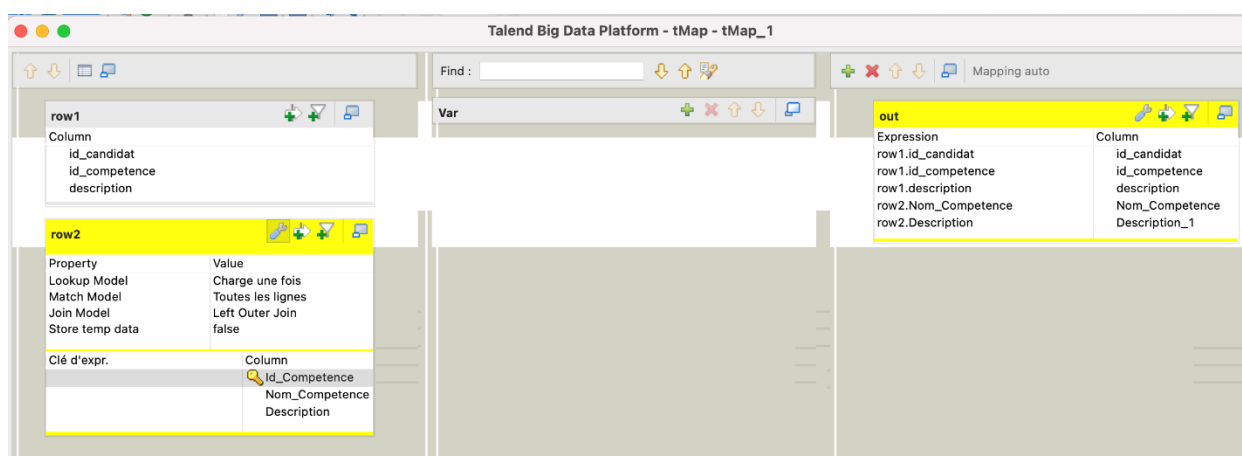 Talend Big Data Platform - tMap - tMap_1
Find :
Mapping auto
row1
Column
id_candidat
id_competence
description
row2
Property Value
Lookup Model Charge une fois
Match Model Toutes les lignes
Join Model Left Outer Join
Store temp data false
Clé d'expr. Column
Id_Competence
Nom_Competence
Description
Var
out
Expression Column
row1.id_candidat id_candidat
row1.id_competence id_competence
row1.description description
row2.Nom_Competence Nom_Competence
row2.Description Description_1